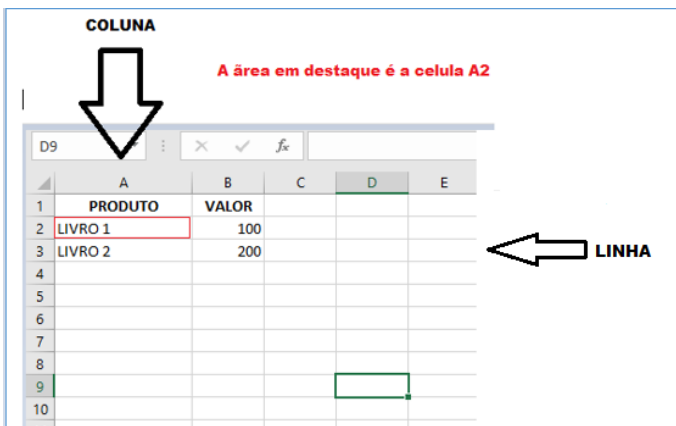 COLUNA
A ãrea em destaque é a celula A2
D9 fx
A B C D E
1 PRODUTO VALOR
2 LIVRO 1 100
3 LIVRO 2 200
LINHA
4
5
6
7
8
9
10